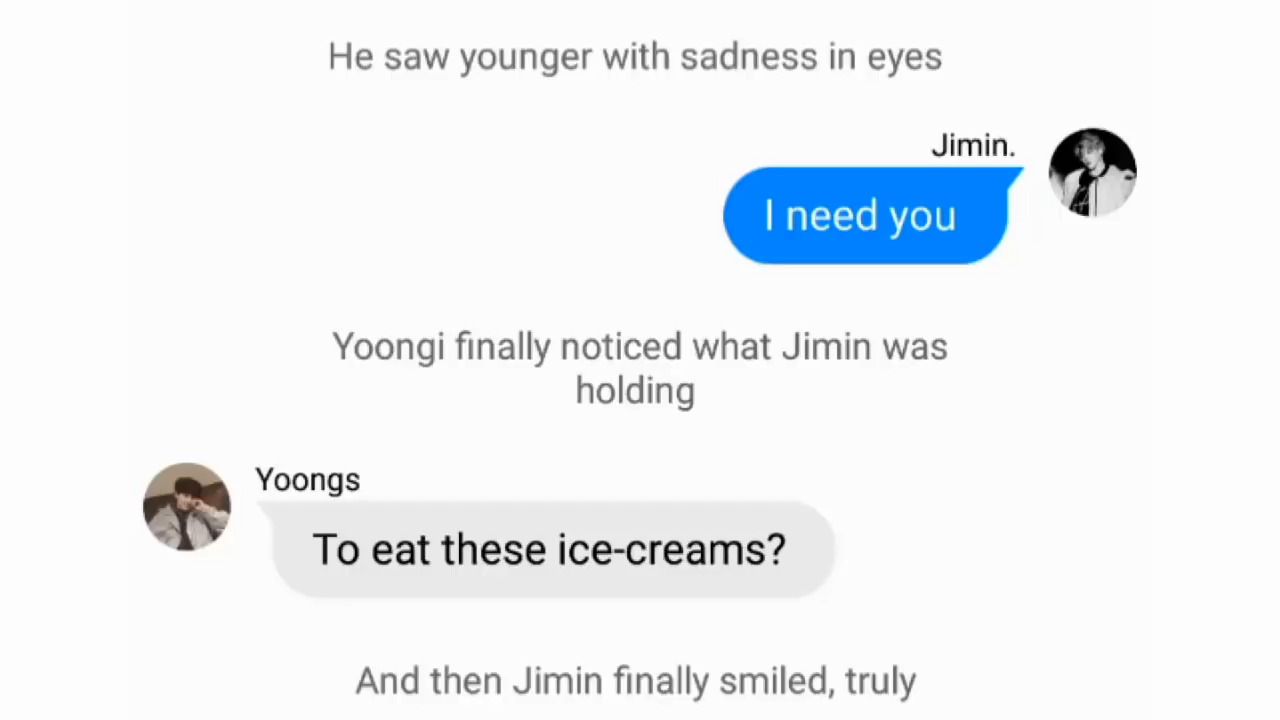 He saw younger with sadness in eyes
Jimin.
I need you
Yoongi finally noticed what Jimin was
holding
Yoongs
To eat these ice-creams?
And then Jimin finally smiled, truly